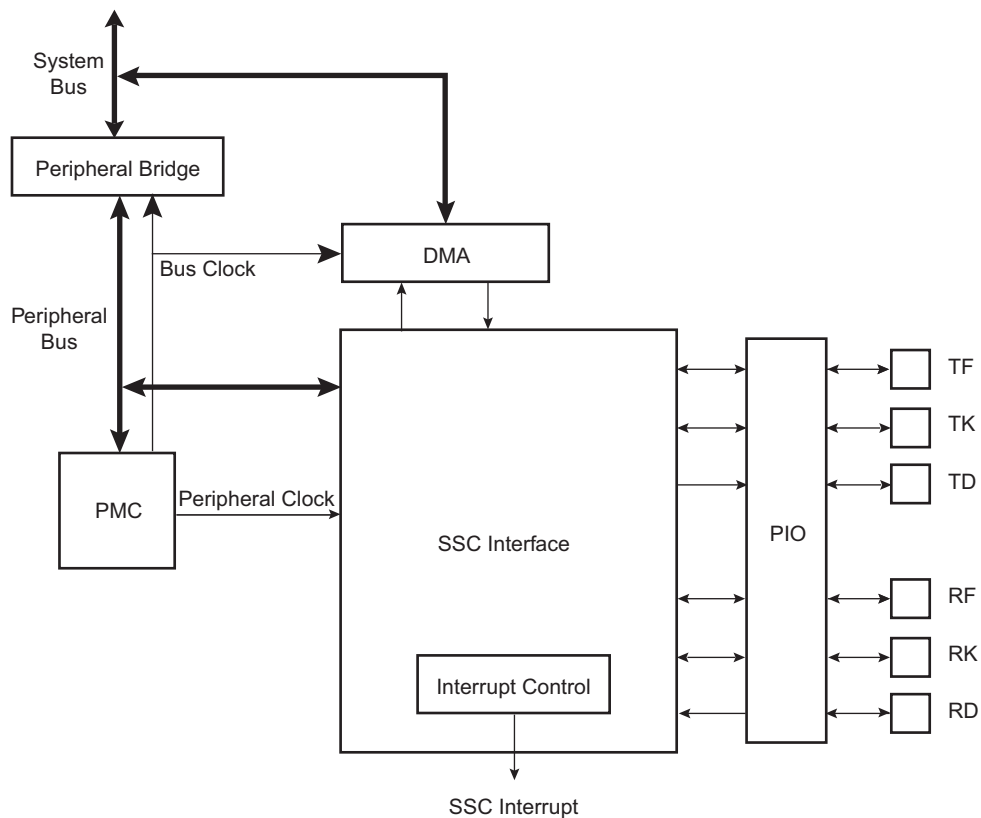 System
Bus
Peripheral Bridge
DMA
Bus Clock
Peripheral
Bus
TF
TK
TD
PMC
Peripheral Clock
SSC Interface
PIO
RF
RK
RD
Interrupt Control
SSC Interrupt